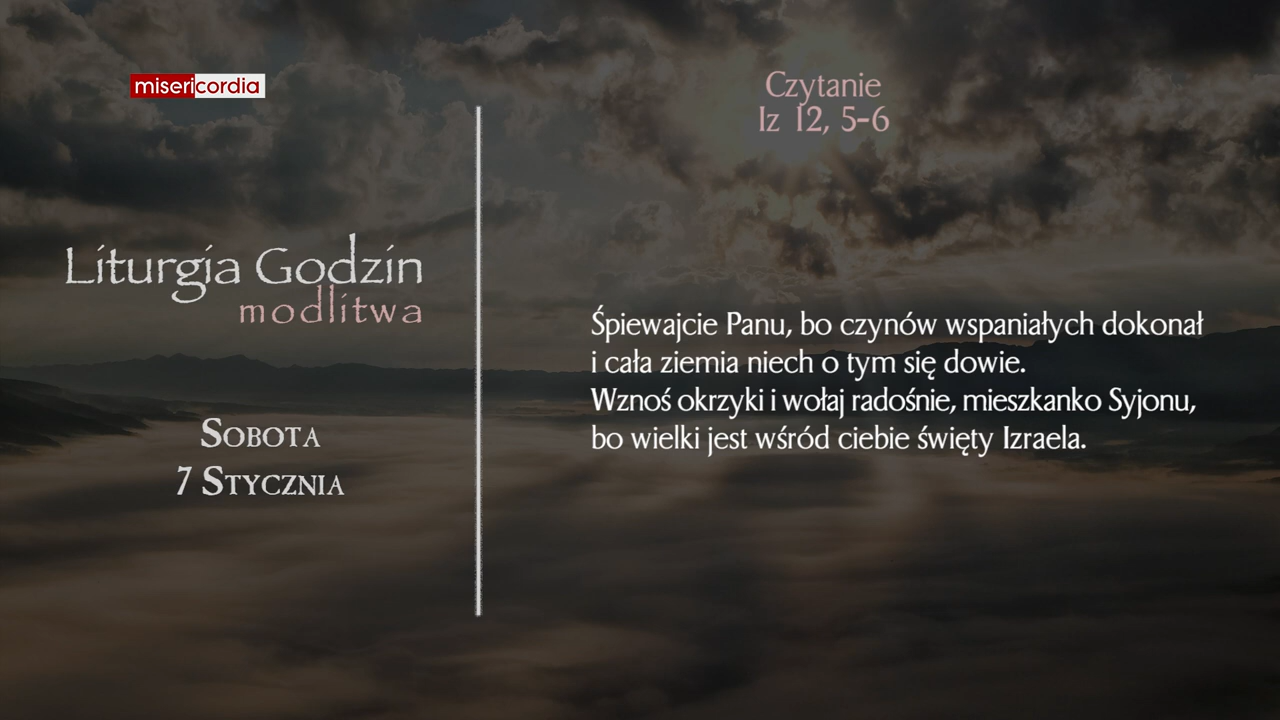 misericordia
Liturgia Godzin
modlitwa
Sobota
7 Stycznia
Czytanie
Iz 12, 5-6
Śpiewajcie Panu, bo czynów wspaniałych dokonał
i cała ziemia niech o tym się dowie.
Wznoś okrzyki i wołaj radośnie, mieszkanko Syjonu,
bo wielki jest wśród ciebie święty Izraela.